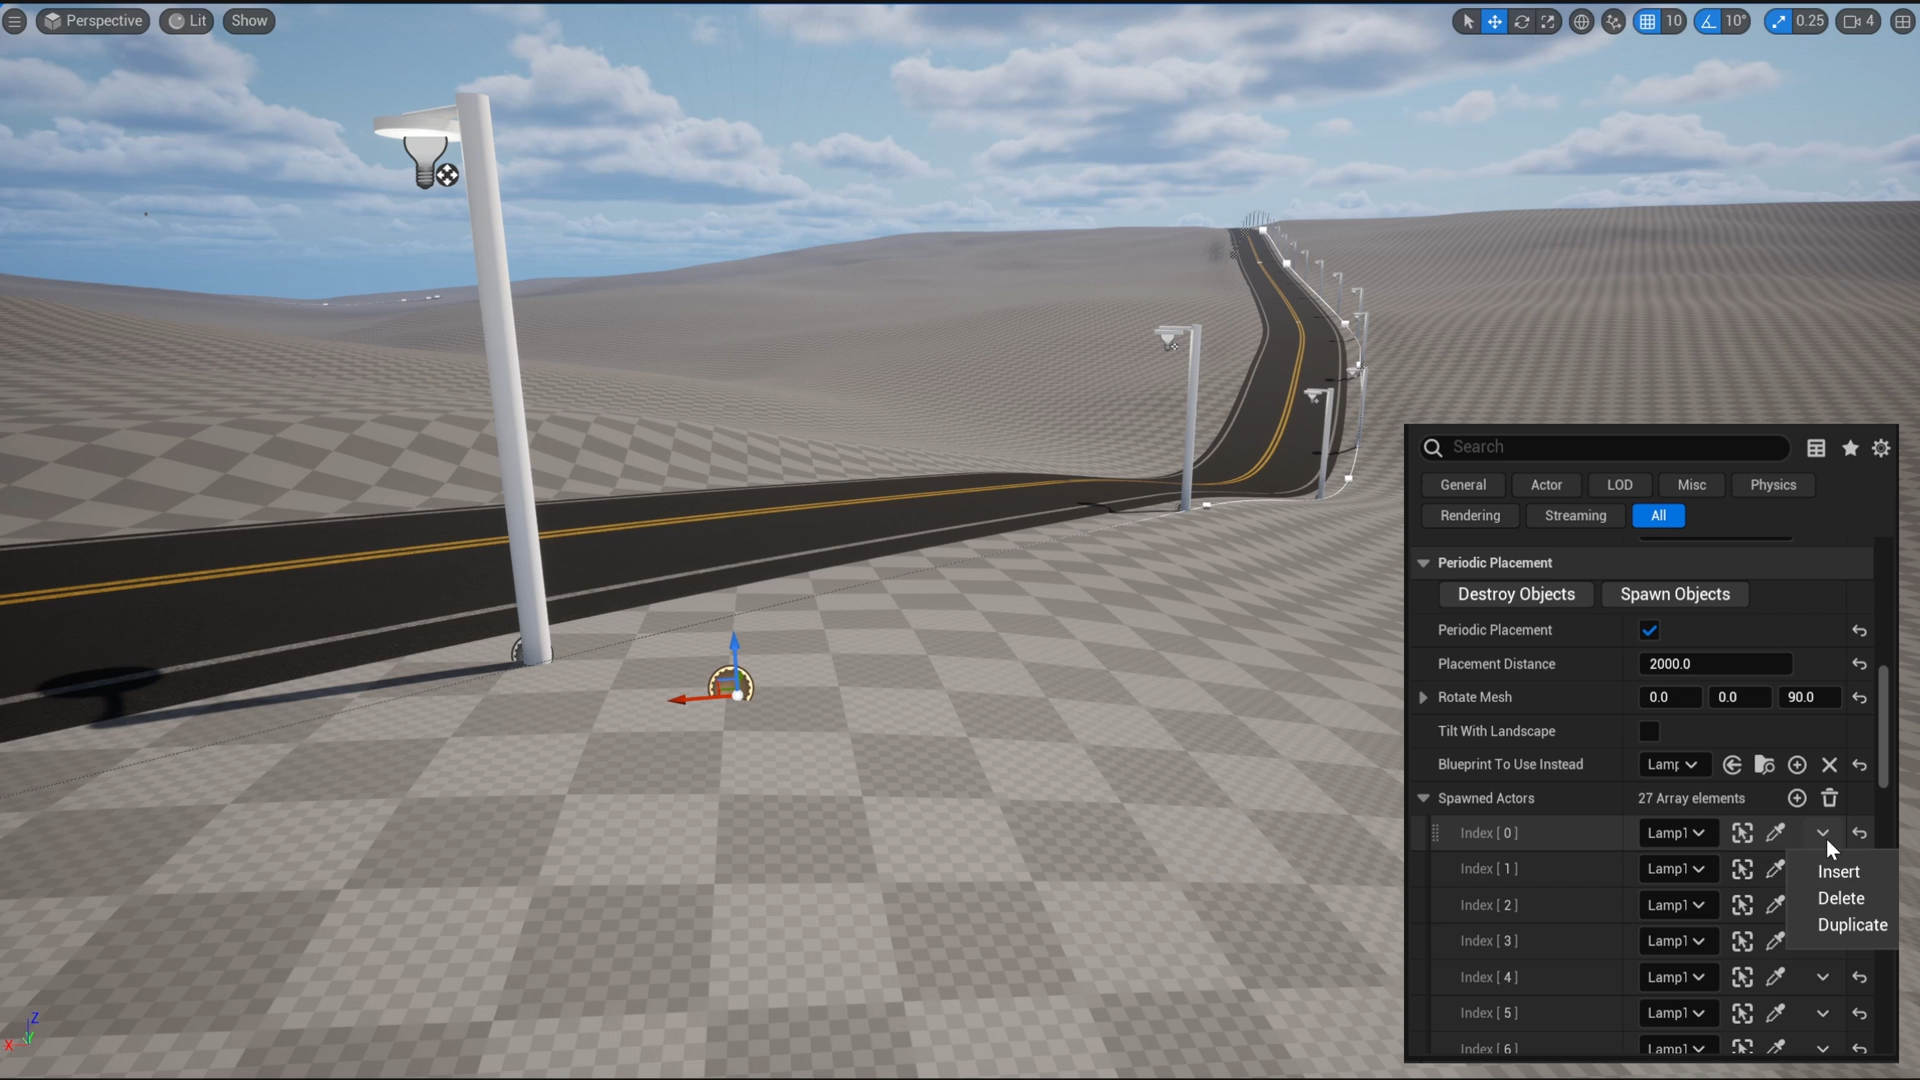 Perspective Lit Show 10 10° 0.25 4
Search
General Actor LOD Misc Physics
Rendering Streaming All
Periodic Placement
Destroy Objects Spawn Objects
Periodic Placement
Placement Distance 2000.0
Rotate Mesh 0.0 0.0 90.0
Tilt With Landscape
Blueprint To Use Instead Lamp
Spawned Actors 27 Array elements
Index [ 0 ] Lamp1
Insert
Index [ 1 ] Lamp1
Delete
Index [ 2 ] Lamp1
Duplicate
Index [ 3 ] Lamp1
Index [ 4 ] Lamp1
Index [ 5 ] Lamp1
Index [ 6 ] Lamp1
Z
X Y